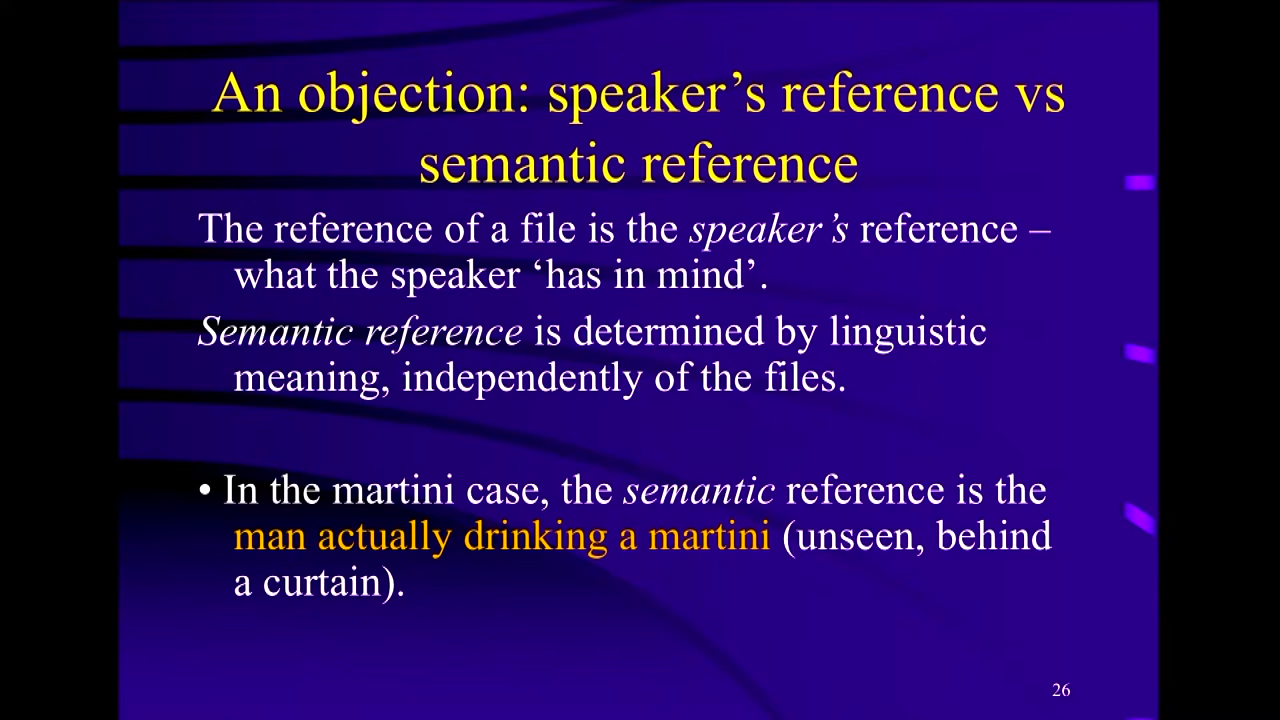 An objection: speaker’s reference vs
semantic reference
The reference of a file is the speaker’s reference –
what the speaker ‘has in mind’.
Semantic reference is determined by linguistic
meaning, independently of the files.
• In the martini case, the semantic reference is the
man actually drinking a martini (unseen, behind
a curtain).
26